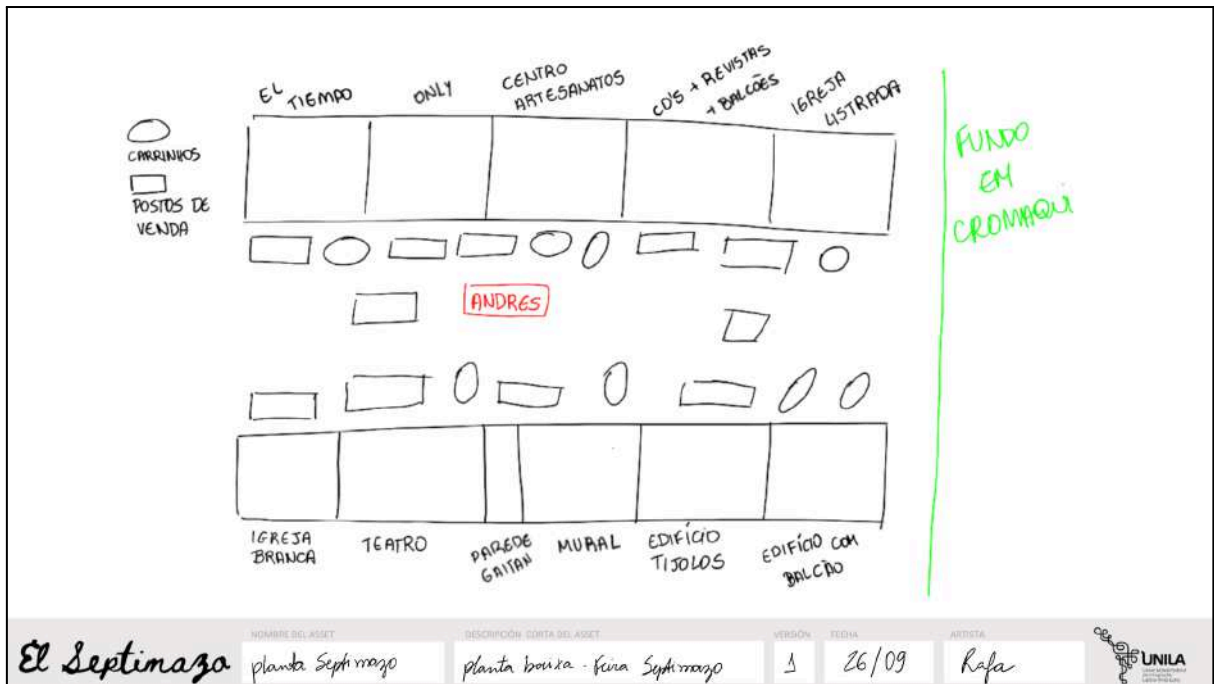 EL TIEMPO
ONLY
CENTRO
ARTESANATOS
CD'S + REVISTAS
+ BALCÕES
IGREJA
LISTRADA
CARRINHOS
POSTOS DE
VENDA
FUNDO
EM
CROMAQUI
ANDRES
IGREJA
BRANCA
TEATRO
PAREDE
GAITAN
MURAL
EDIFÍCIO
TIJOLOS
EDIFÍCIO COM
BALCÃO
El Septimazo
NOMBRE DEL ASSET
planta Septimazo
DESCRIPCIÓN CORTA DEL ASSET
planta baixa - feira Septimazo
VERSIÓN
1
FECHA
26/09
ARTISTA
Rafa
UNILA